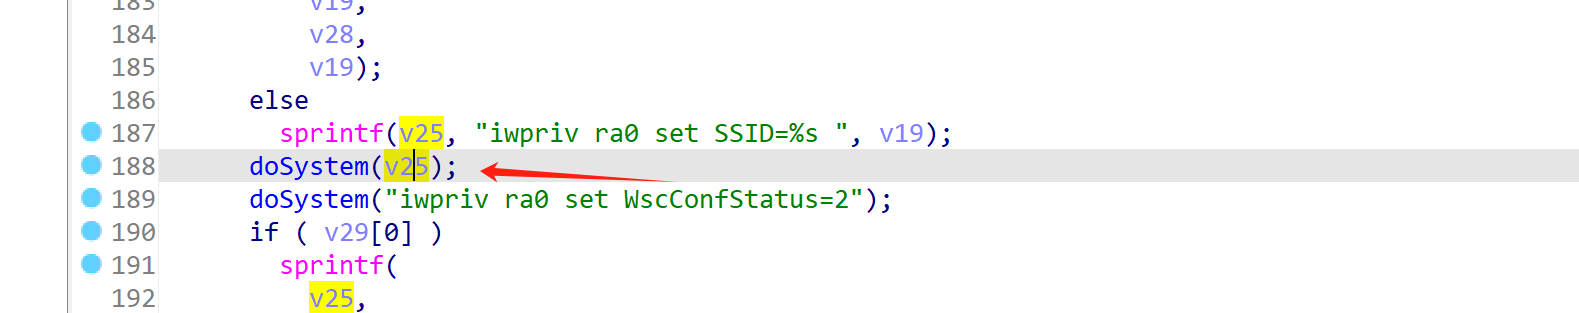 183 v19,
184 v28,
185 v19);
186 else
187 sprintf(v25, "iwpriv ra0 set SSID=%s ", v19);
188 doSystem(v25);
189 doSystem("iwpriv ra0 set WscConfStatus=2");
190 if ( v29[0] )
191 sprintf(
192 v25,